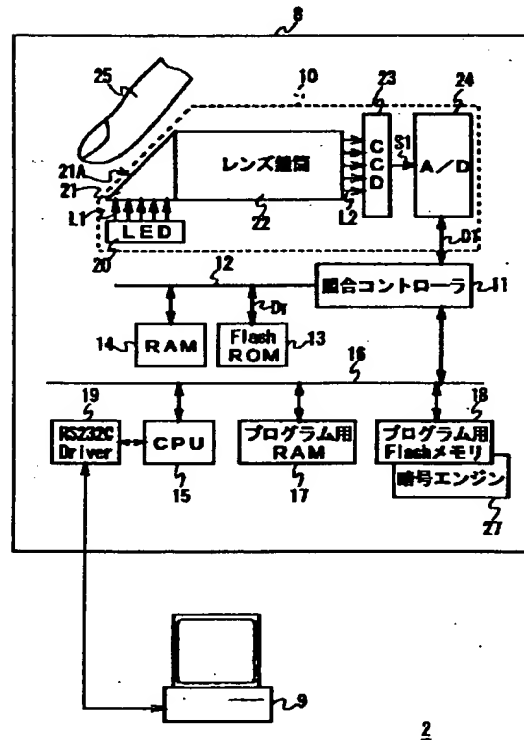 8
25
10
23
24
21A
21
L1
レンズ鏡筒
22
L2
CCD
S1
A/D
LED
20
D1
12
照合コントローラ
11
Dr
14
RAM
Flash
ROM
13
16
19
18
RS232C
Driver
CPU
15
プログラム用
RAM
17
プログラム用
Flashメモリ
暗号エンジン
27
9
2